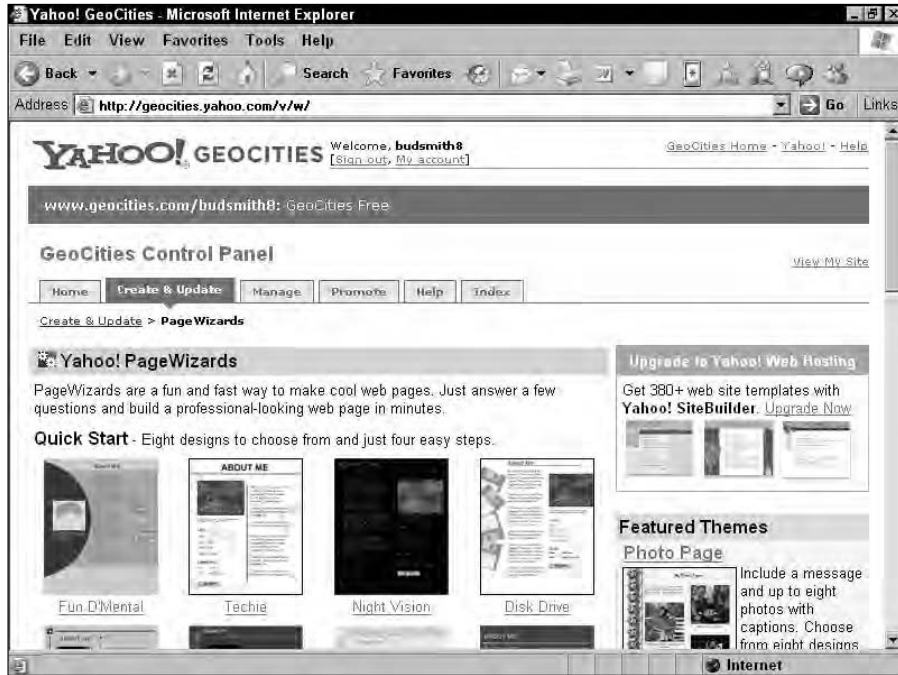 Yahoo! GeoCities - Microsoft Internet Explorer
File Edit View Favorites Tools Help
Back Search Favorites
Address http://geocities.yahoo.com/v/w/ Go Links
YAHOO! GEOCITIES
Welcome, budsmith8
[Sign out, My account]
GeoCities Home - Yahoo! - Help
www.geocities.com/budsmith8: GeoCities Free
GeoCities Control Panel
View My Site
Home Create & Update Manage Promote Help Index
Create & Update > PageWizards
Yahoo! PageWizards
PageWizards are a fun and fast way to make cool web pages. Just answer a few
questions and build a professional-looking web page in minutes.
Quick Start - Eight designs to choose from and just four easy steps.
ABOUT ME
Fun D'Mental Techie Night Vision Disk Drive
Upgrade to Yahoo! Web Hosting
Get 380+ web site templates with
Yahoo! SiteBuilder. Upgrade Now
Featured Themes
Photo Page
Include a message
and up to eight
photos with
captions. Choose
from eight designs
Internet